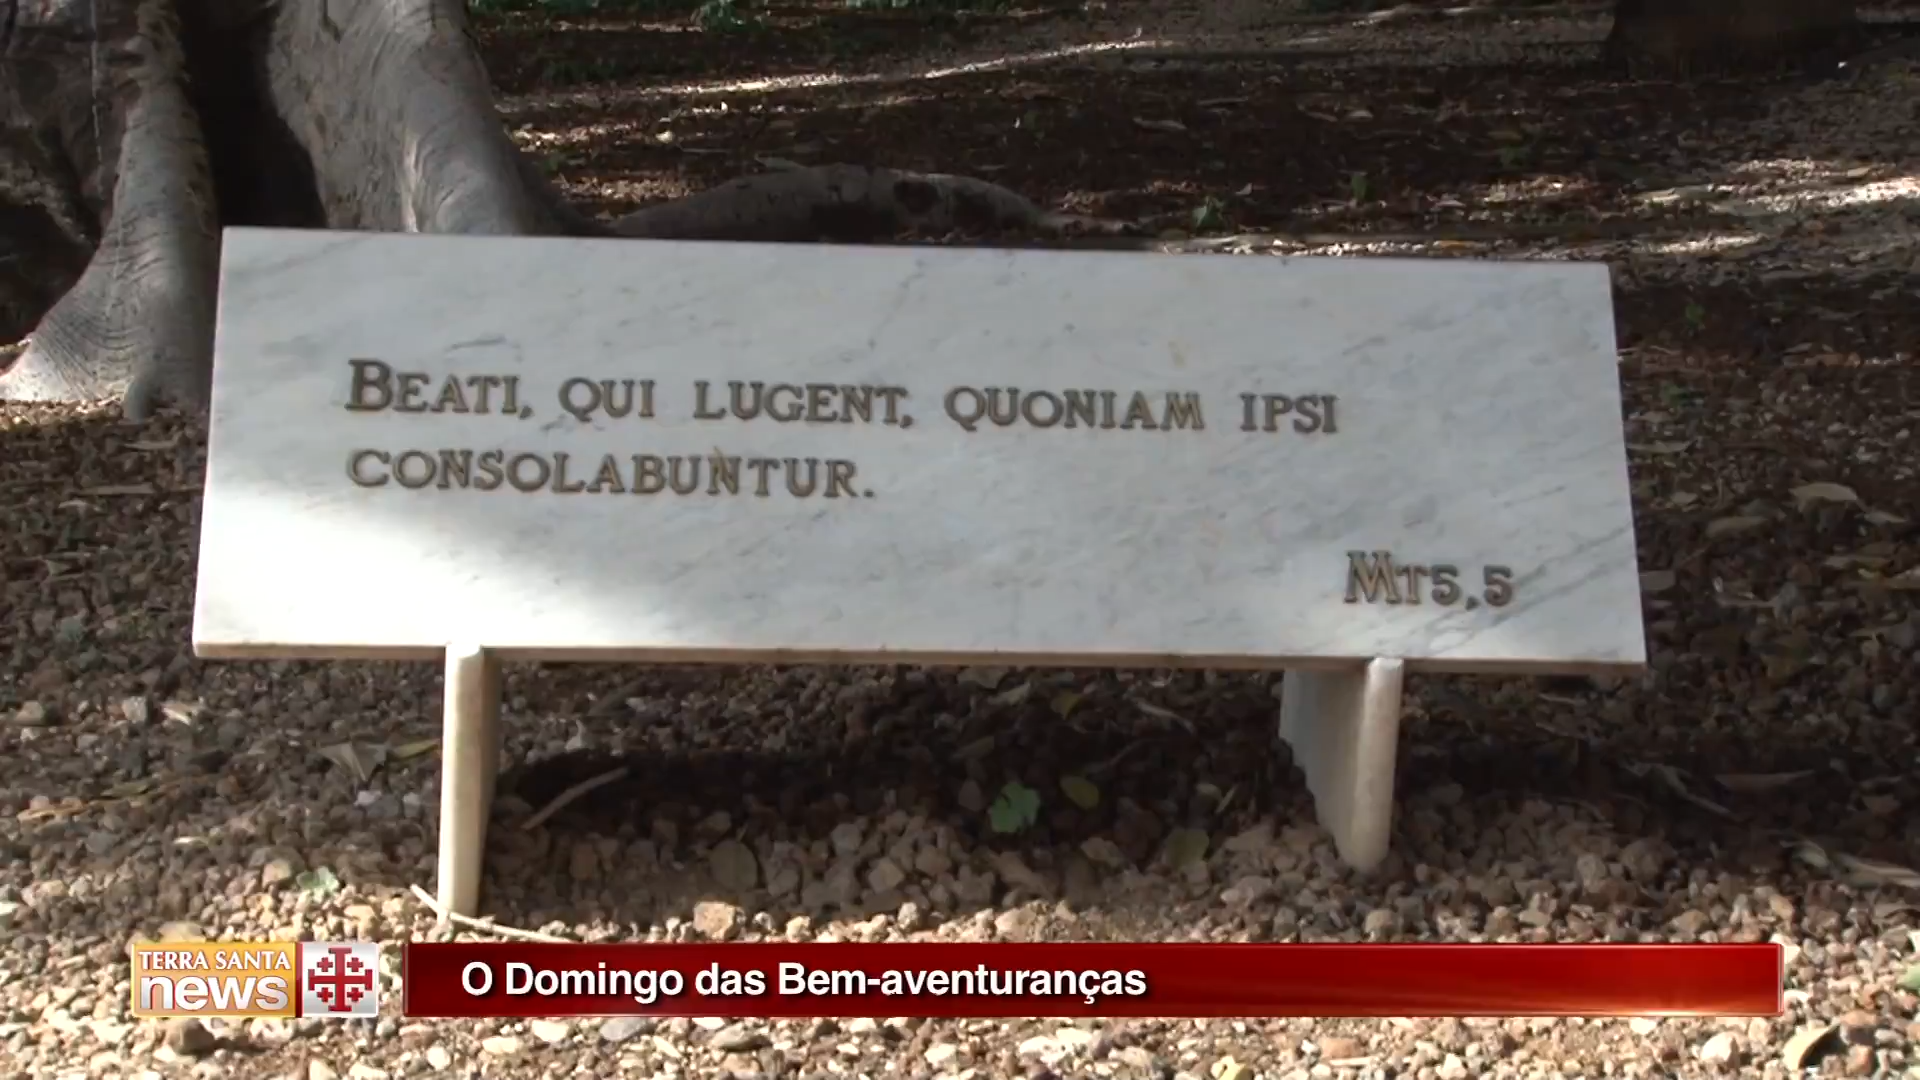 BEATI, QUI LUGENT, QUONIAM IPSI
CONSOLABUNTUR.
MT5,5
TERRA SANTA
news
O Domingo das Bem-aventuranças